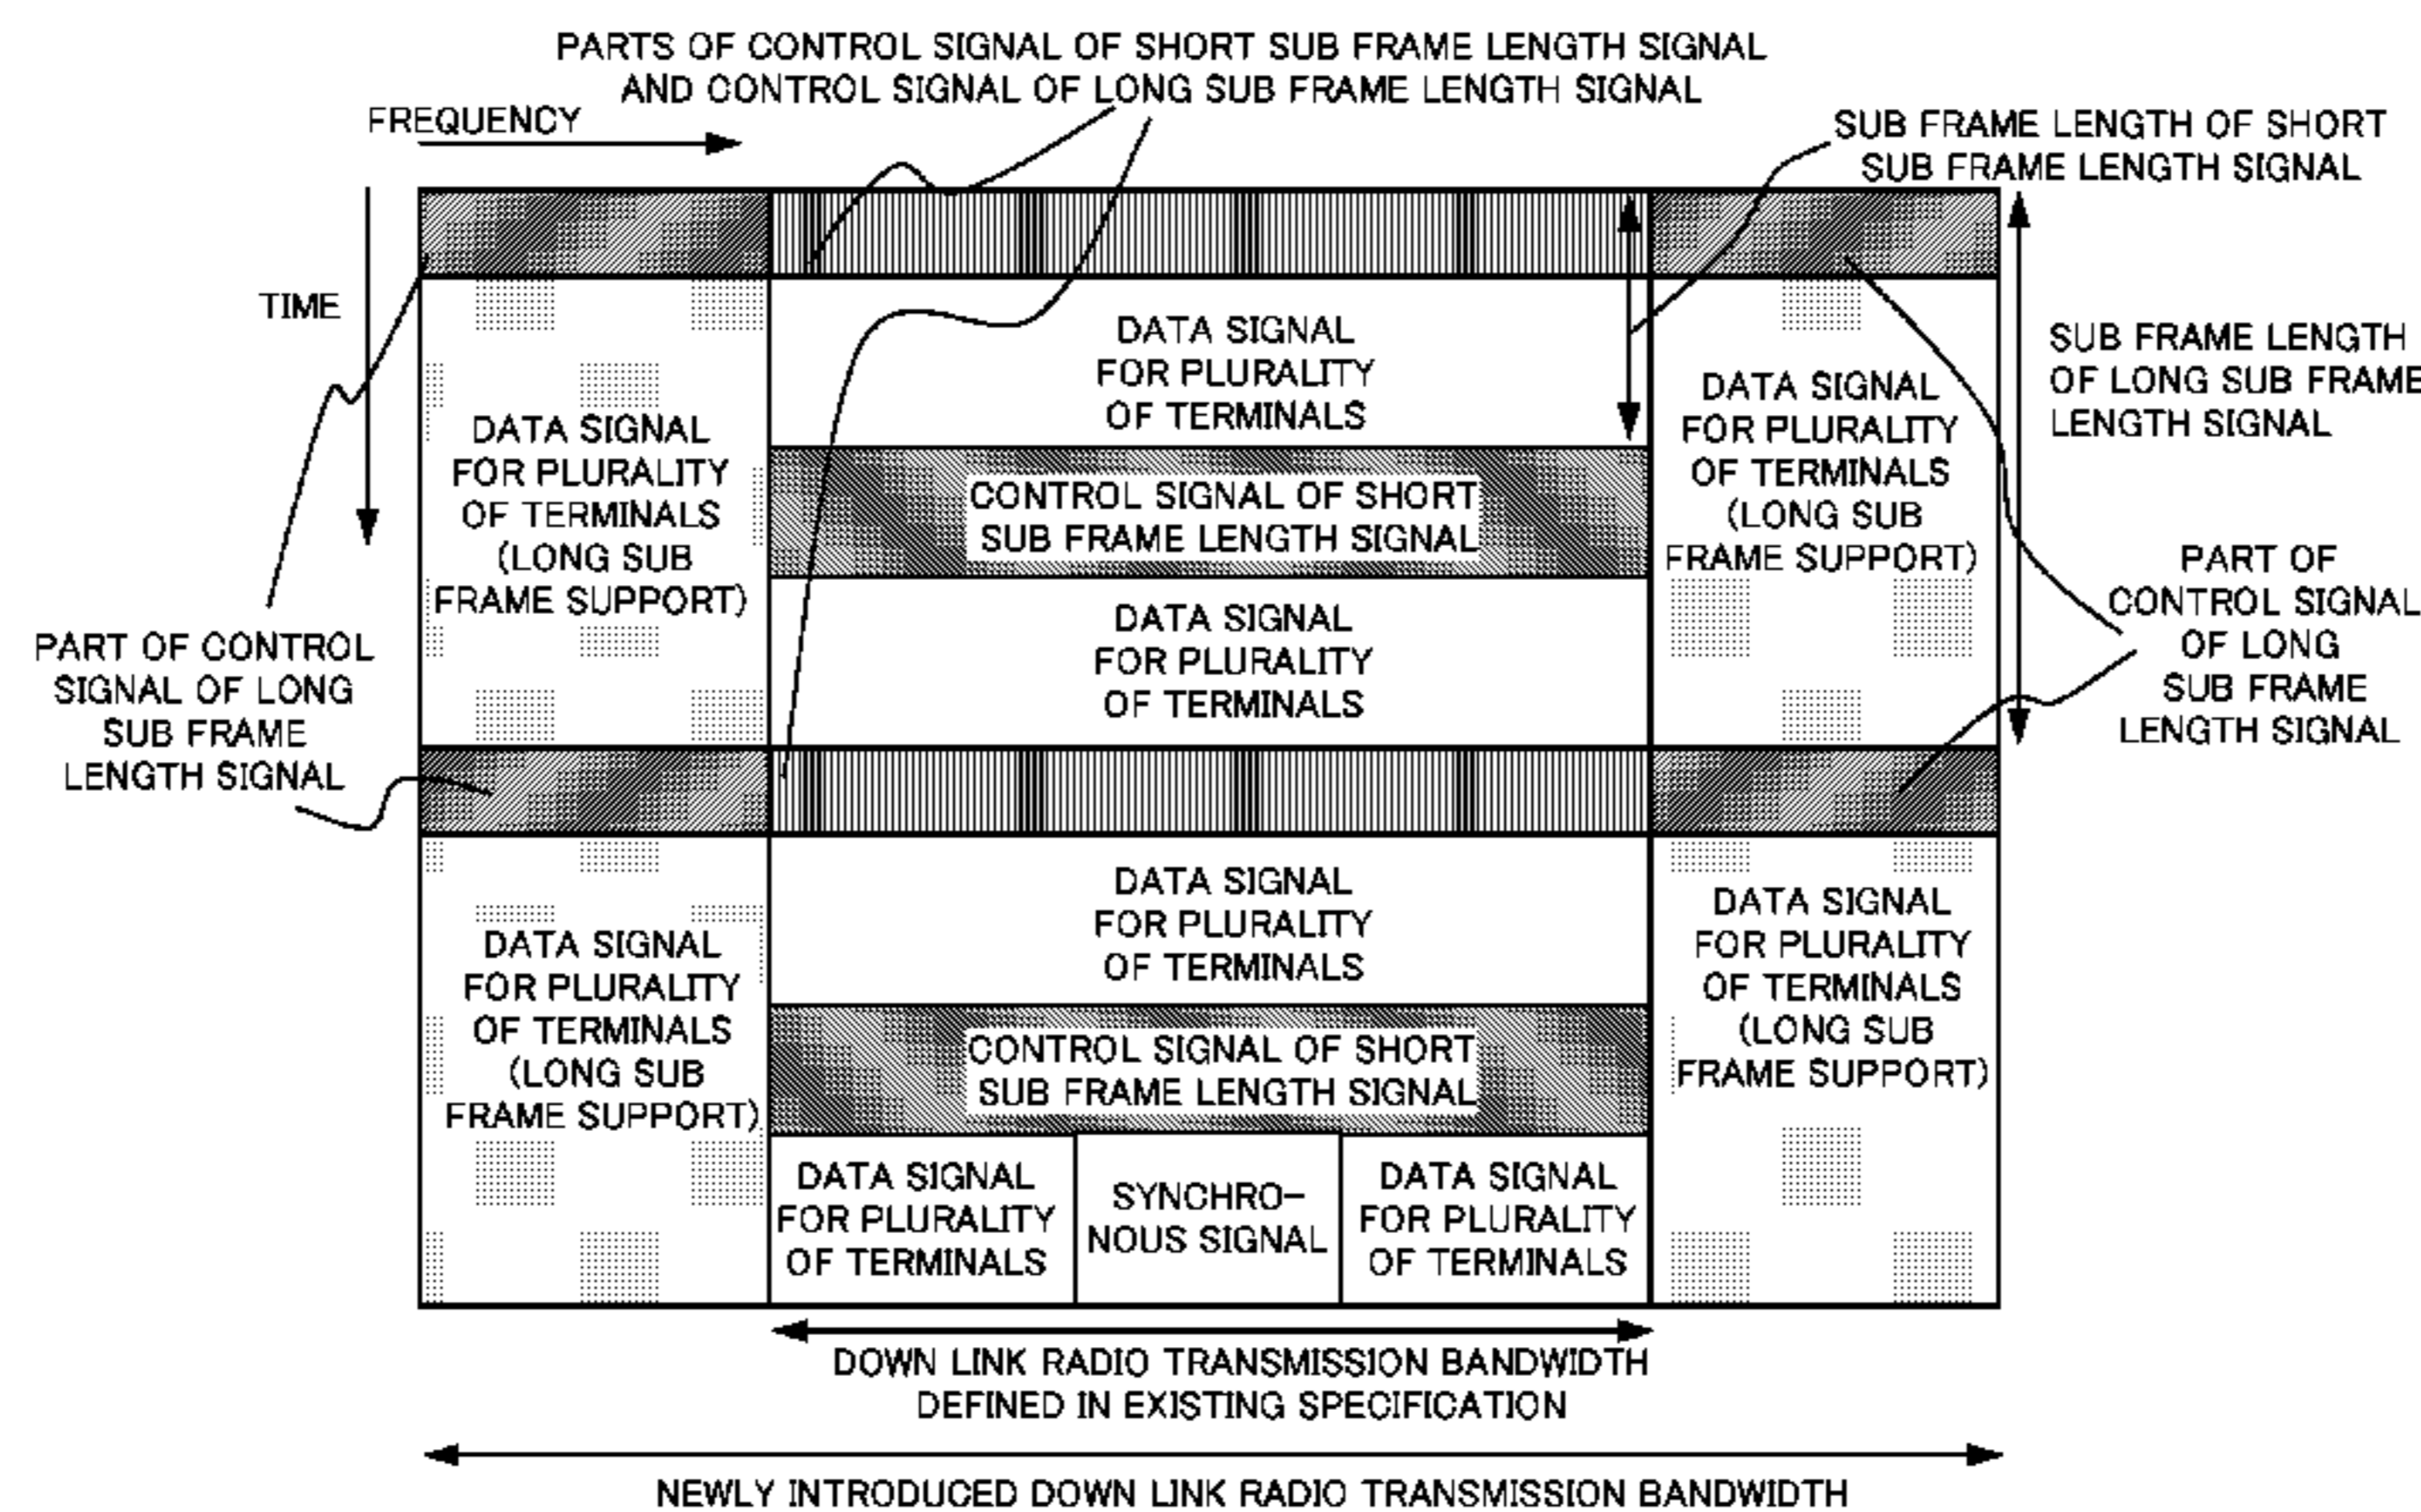 PARTS OF CONTROL SIGNAL OF SHORT SUB FRAME LENGTH SIGNAL
AND CONTROL SIGNAL OF LONG SUB FRAME LENGTH SIGNAL
FREQUENCY
SUB FRAME LENGTH OF SHORT
SUB FRAME LENGTH SIGNAL
TIME
DATA SIGNAL
FOR PLURALITY
OF TERMINALS
SUB FRAME LENGTH
OF LONG SUB FRAME
LENGTH SIGNAL
DATA SIGNAL
FOR PLURALITY
OF TERMINALS
(LONG SUB
FRAME SUPPORT)
DATA SIGNAL
FOR PLURALITY
OF TERMINALS
(LONG SUB
FRAME SUPPORT)
CONTROL SIGNAL OF SHORT
SUB FRAME LENGTH SIGNAL
PART OF
CONTROL SIGNAL
OF LONG
SUB FRAME
LENGTH SIGNAL
DATA SIGNAL
FOR PLURALITY
OF TERMINALS
PART OF CONTROL
SIGNAL OF LONG
SUB FRAME
LENGTH SIGNAL
DATA SIGNAL
FOR PLURALITY
OF TERMINALS
DATA SIGNAL
FOR PLURALITY
OF TERMINALS
(LONG SUB
FRAME SUPPORT)
DATA SIGNAL
FOR PLURALITY
OF TERMINALS
(LONG SUB
FRAME SUPPORT)
CONTROL SIGNAL OF SHORT
SUB FRAME LENGTH SIGNAL
DATA SIGNAL
FOR PLURALITY
OF TERMINALS
SYNCHRO-
NOUS SIGNAL
DATA SIGNAL
FOR PLURALITY
OF TERMINALS
DOWN LINK RADIO TRANSMISSION BANDWIDTH
DEFINED IN EXISTING SPECIFICATION
NEWLY INTRODUCED DOWN LINK RADIO TRANSMISSION BANDWIDTH